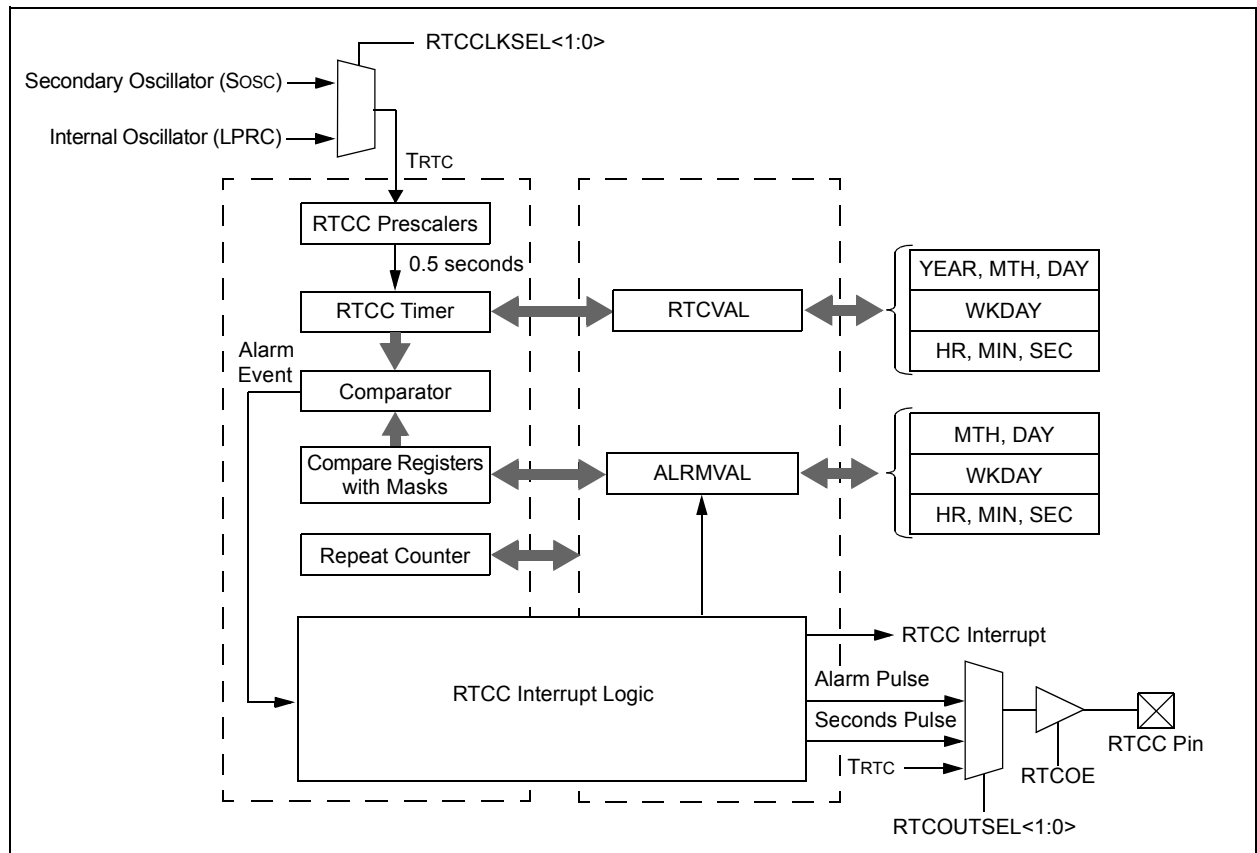 RTCCLKSEL<1:0>
Secondary Oscillator (SOSC)
Internal Oscillator (LPRC)
TRTC
RTCC Prescalers
0.5 seconds
RTCC Timer
RTCVAL
YEAR, MTH, DAY
WKDAY
HR, MIN, SEC
Alarm
Event
Comparator
Compare Registers
with Masks
ALRMVAL
MTH, DAY
WKDAY
HR, MIN, SEC
Repeat Counter
RTCC Interrupt Logic
RTCC Interrupt
Alarm Pulse
Seconds Pulse
TRTC
RTCC Pin
RTCOE
RTCOUTSEL<1:0>